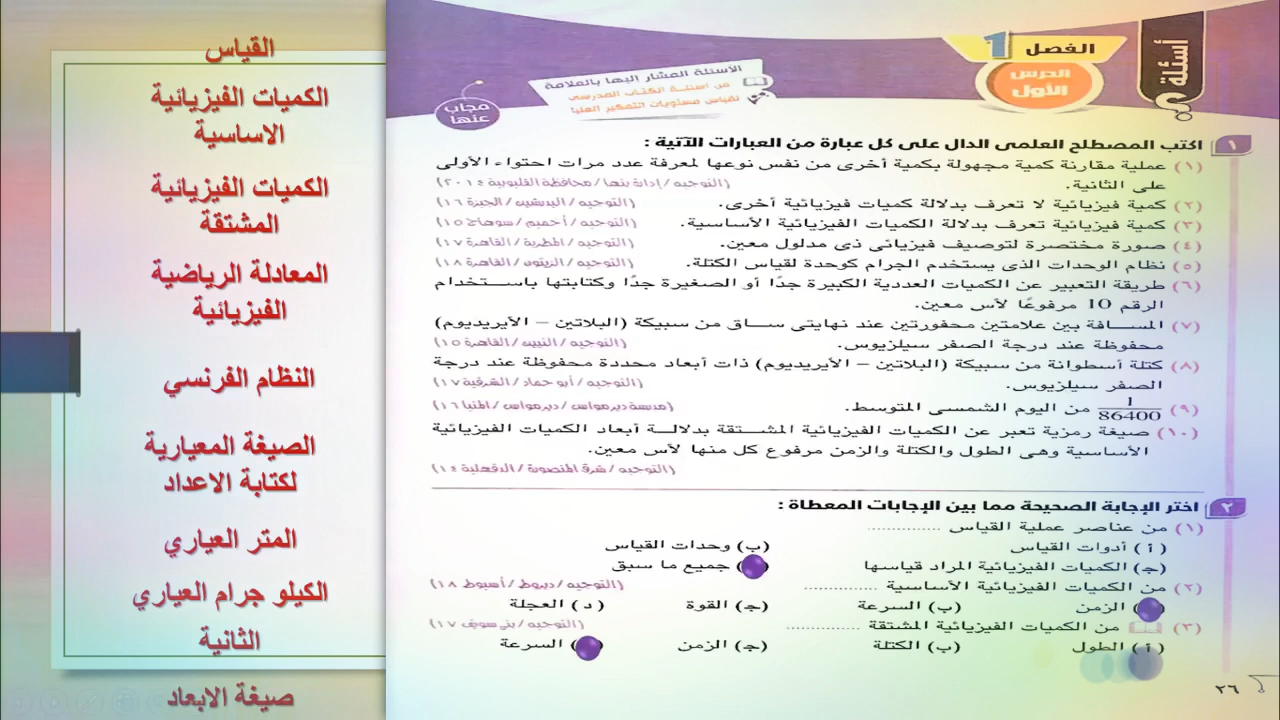 أسئلة
الفصل 1
الدرس
الأول
الأسئلة المشار إليها بالعلامة
من أسئلة الكتاب المدرسى
تقيس مستويات التفكير العليا
مجاب
عنها
١ اكتب المصطلح العلمى الدال على كل عبارة من العبارات الآتية :
(١) عملية مقارنة كمية مجهولة بكمية أخرى من نفس نوعها لمعرفة عدد مرات احتواء الأولى
على الثانية. (التوجيه / إدارة بنها / محافظة القليوبية ٢٠١٤)
(٢) كمية فيزيائية لا تعرف بدلالة كميات فيزيائية أخرى. (التوجيه / البدرشين / الجيزة ١٦)
(٣) كمية فيزيائية تعرف بدلالة الكميات الفيزيائية الأساسية. (التوجيه / أخميم / سوهاج ١٥)
(٤) صورة مختصرة لتوصيف فيزيائى ذى مدلول معين. (التوجيه / المطرية / القاهرة ١٧)
(٥) نظام الوحدات الذى يستخدم الجرام كوحدة لقياس الكتلة. (التوجيه / الزيتون / القاهرة ١٨)
(٦) طريقة التعبير عن الكميات العددية الكبيرة جدًا أو الصغيرة جدًا وكتابتها باستخدام
الرقم 10 مرفوعًا لأس معين.
(٧) المسافة بين علامتين محفورتين عند نهايتى ساق من سبيكة (البلاتين - الأيريديوم)
محفوظة عند درجة الصفر سيلزيوس. (التوجيه / التبين / القاهرة ١٥)
(٨) كتلة أسطوانة من سبيكة (البلاتين - الأيريديوم) ذات أبعاد محددة محفوظة عند درجة
الصفر سيلزيوس. (التوجيه / أبو حماد / الشرقية ١٧)
(٩) 1/86400 من اليوم الشمسى المتوسط. (مدرسة ديرمواس / ديرمواس / المنيا ١٦)
(١٠) صيغة رمزية تعبر عن الكميات الفيزيائية المشتقة بدلالة أبعاد الكميات الفيزيائية
الأساسية وهى الطول والكتلة والزمن مرفوع كل منها لأس معين.
(التوجيه / شرق المنصورة / الدقهلية ١٤)
٢ اختر الإجابة الصحيحة مما بين الإجابات المعطاة :
(١) من عناصر عملية القياس ..............
(أ) أدوات القياس (ب) وحدات القياس
(ج) الكميات الفيزيائية المراد قياسها جميع ما سبق
(٢) من الكميات الفيزيائية الأساسية .............. (التوجيه / ديروط / أسيوط ١٨)
الزمن (ب) السرعة (ج) القوة (د) العجلة
(٣) من الكميات الفيزيائية المشتقة .............. (التوجيه / بنى سويف ١٧)
(أ) الطول (ب) الكتلة (ج) الزمن السرعة
٢٦
القياس
الكميات الفيزيائية
الاساسية
الكميات الفيزيائية
المشتقة
المعادلة الرياضية
الفيزيائية
النظام الفرنسي
الصيغة المعيارية
لكتابة الاعداد
المتر العياري
الكيلو جرام العياري
الثانية
صيغة الابعاد